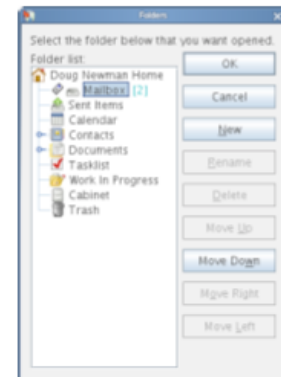 Folders
Select the folder below that you want opened.
Folder list:
Doug Newman Home
Mailbox [2]
Sent Items
Calendar
Contacts
Documents
Tasklist
Work In Progress
Cabinet
Trash
OK
Cancel
New
Rename
Delete
Move Up
Move Down
Move Right
Move Left